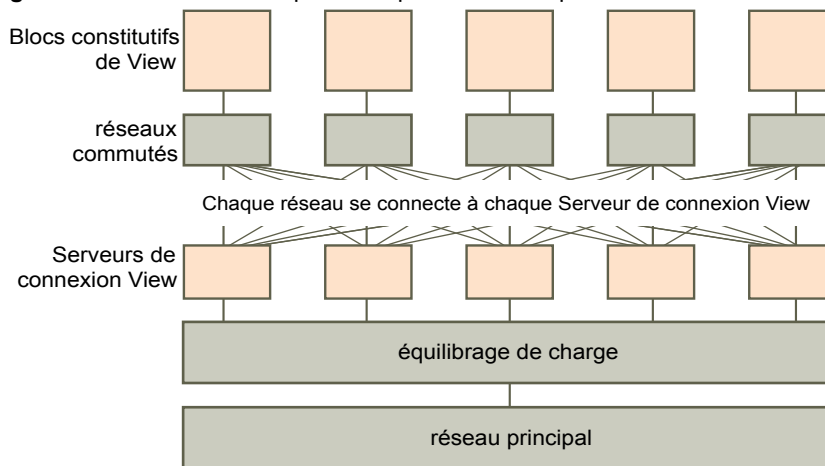 Blocs constitutifs
de View
réseaux
commutés
Chaque réseau se connecte à chaque Serveur de connexion View
Serveurs de
connexion View
équilibrage de charge
réseau principal